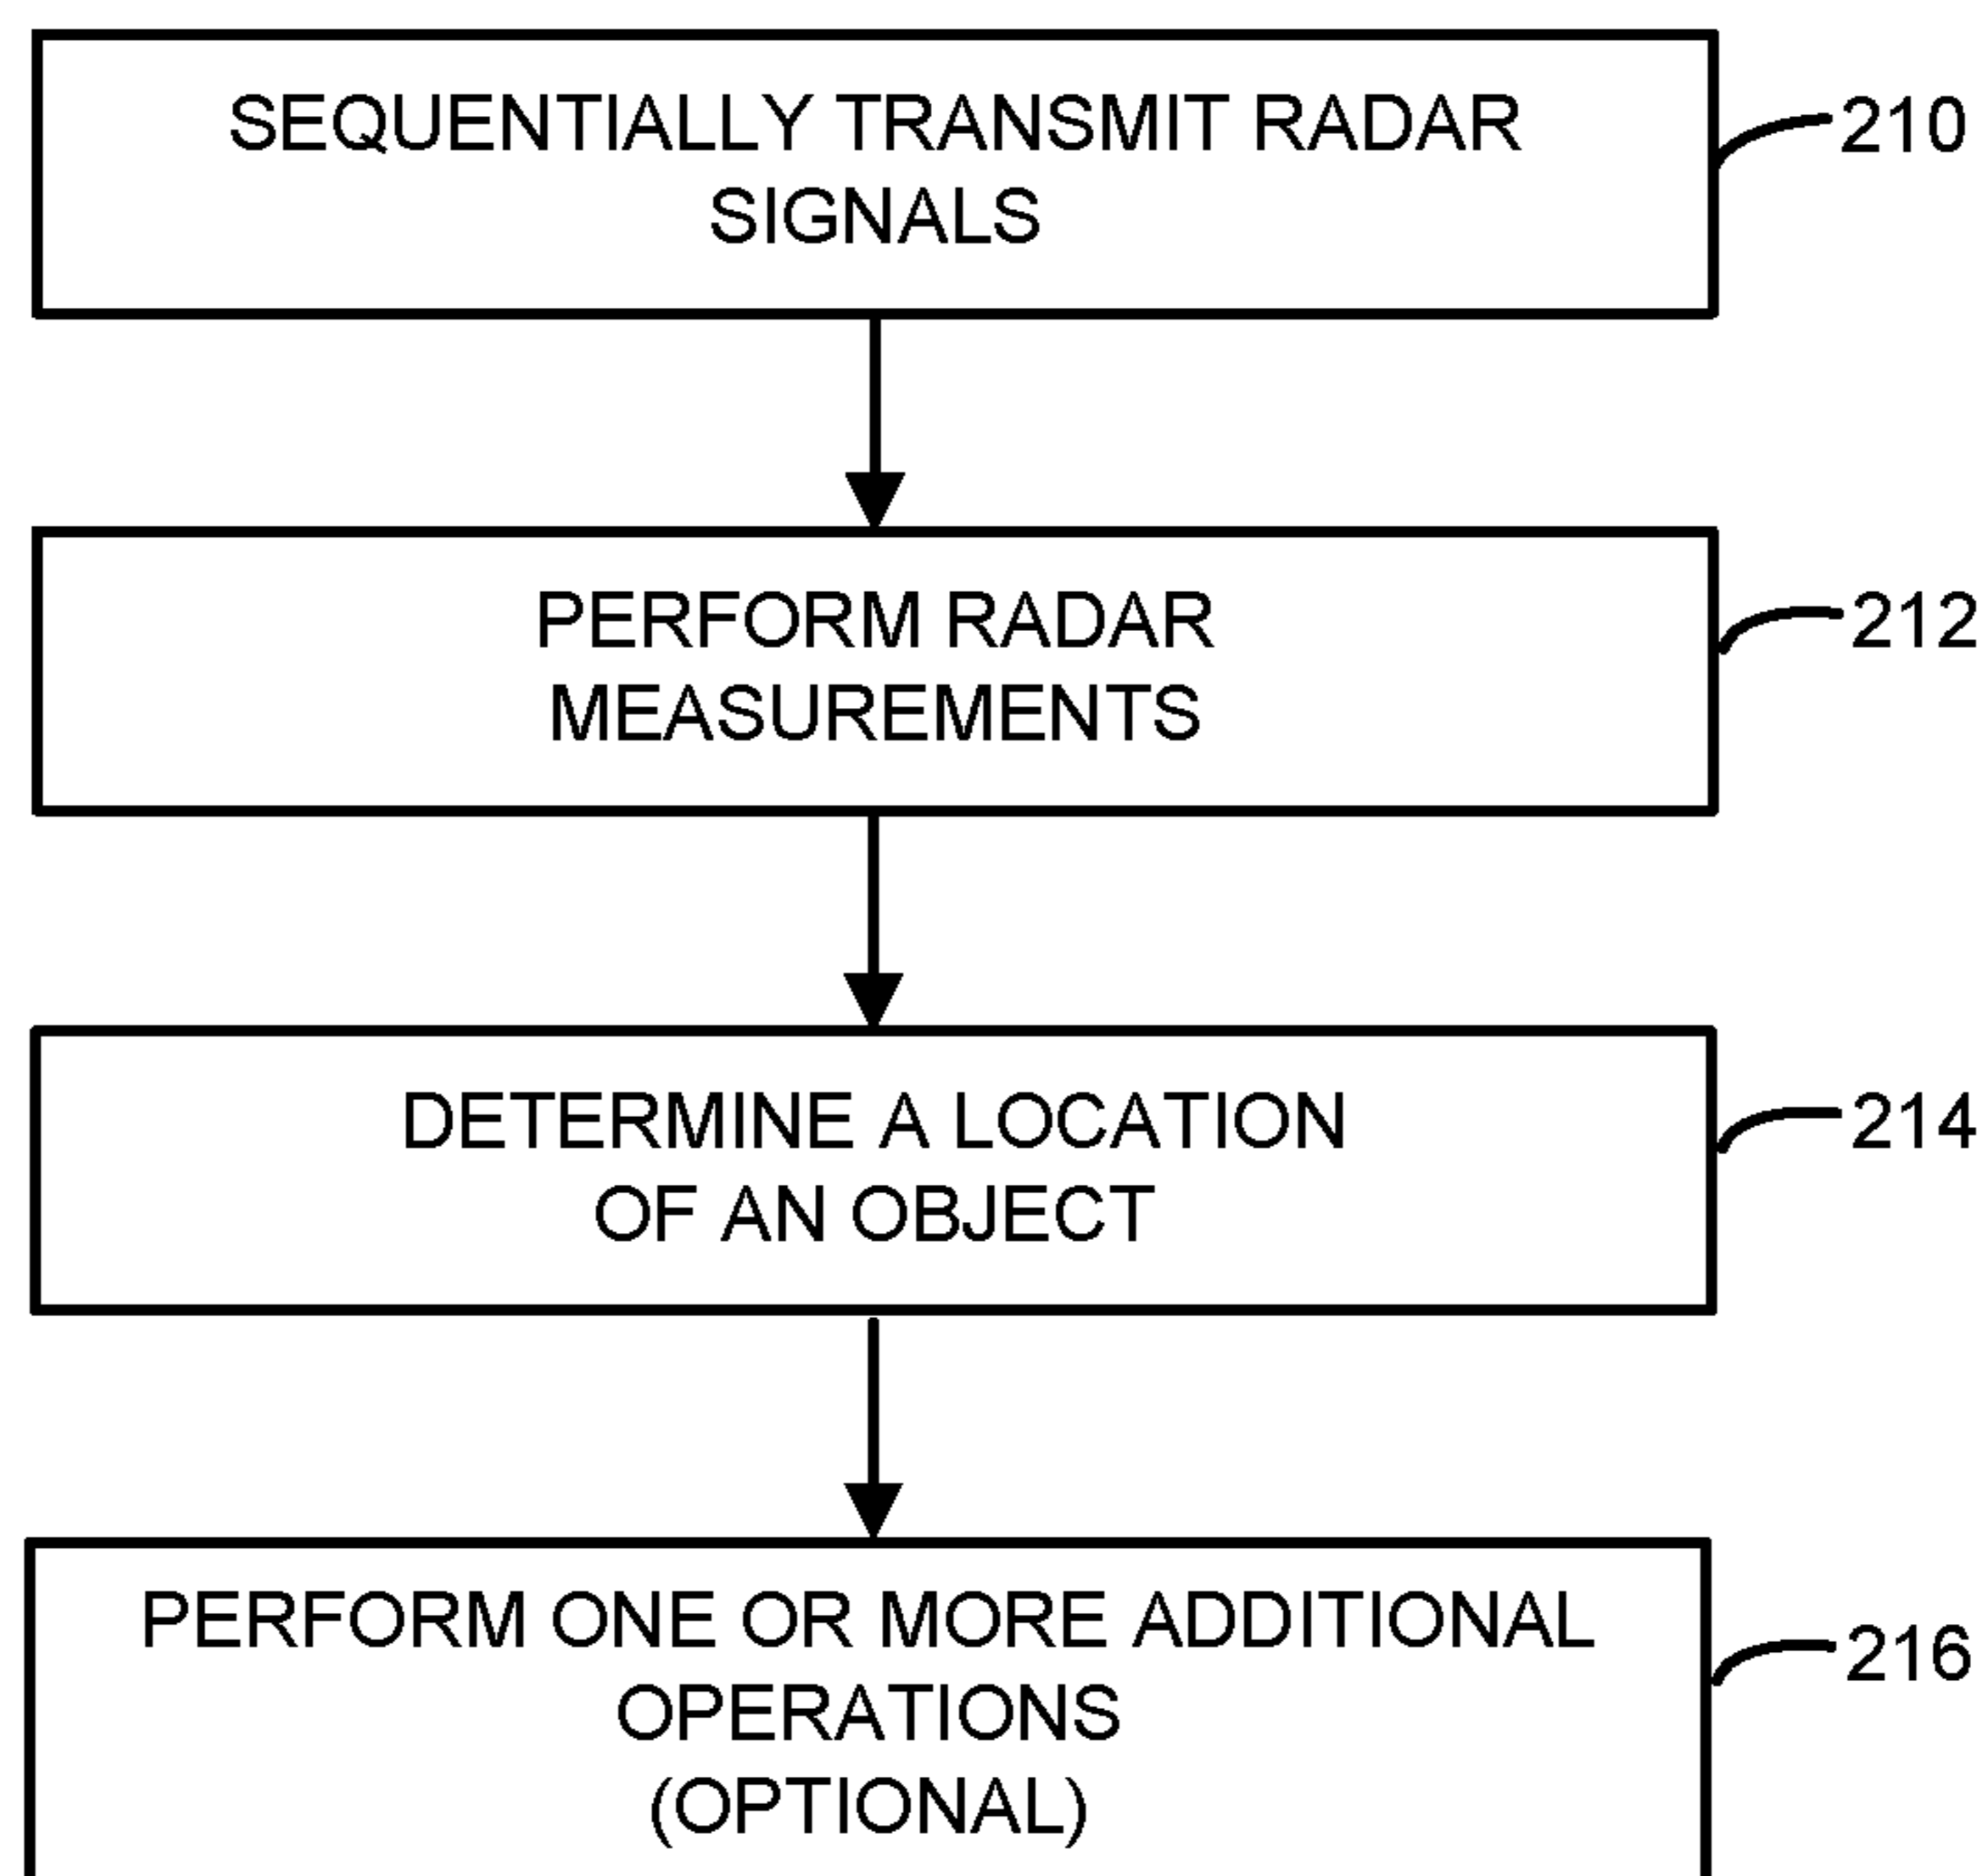 SEQUENTIALLY TRANSMIT RADAR
SIGNALS
210
PERFORM RADAR
MEASUREMENTS
212
DETERMINE A LOCATION
OF AN OBJECT
214
PERFORM ONE OR MORE ADDITIONAL
OPERATIONS
(OPTIONAL)
216